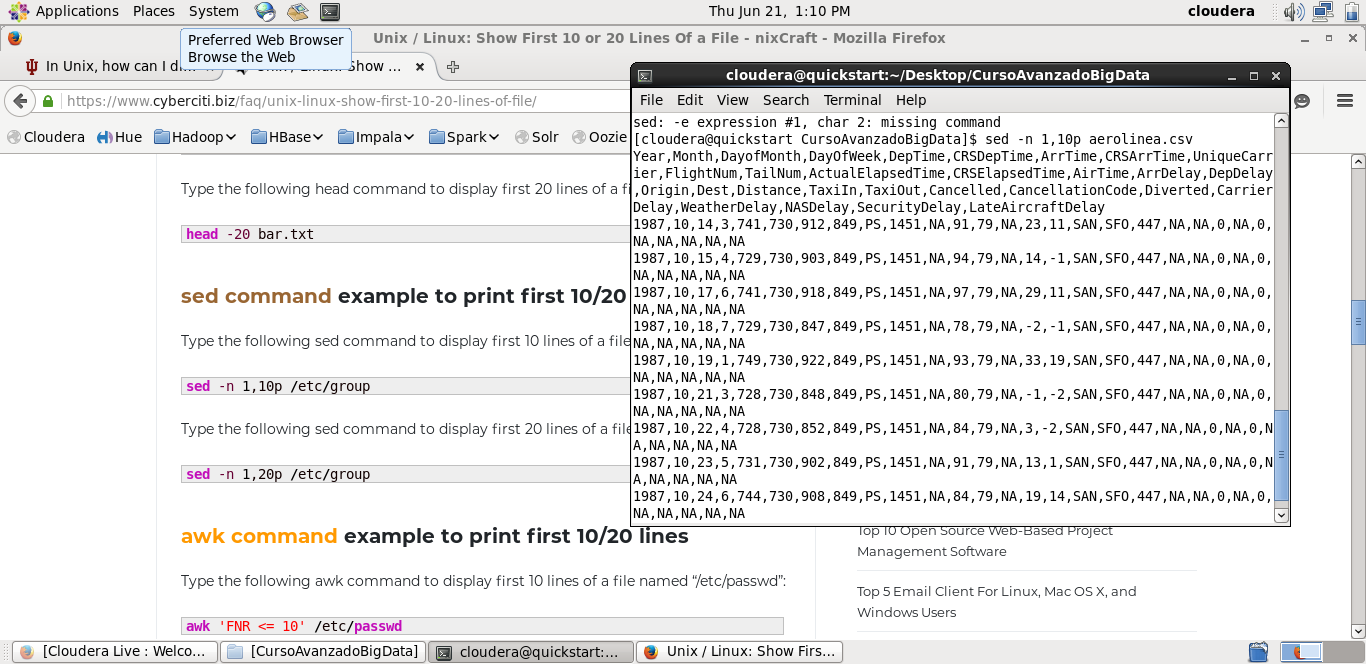 Applications Places System Thu Jun 21, 1:10 PM cloudera
Preferred Web Browser
Browse the Web
Unix / Linux: Show First 10 or 20 Lines Of a File - nixCraft - Mozilla Firefox
In Unix, how can I d... Unix / Linux: Show ...
https://www.cyberciti.biz/faq/unix-linux-show-first-10-20-lines-of-file/
Cloudera Hue Hadoop HBase Impala Spark Solr Oozie
Type the following head command to display first 20 lines of a fi
head -20 bar.txt
sed command example to print first 10/20
Type the following sed command to display first 10 lines of a file
sed -n 1,10p /etc/group
Type the following sed command to display first 20 lines of a file
sed -n 1,20p /etc/group
awk command example to print first 10/20 lines
Type the following awk command to display first 10 lines of a file named “/etc/passwd”:
awk 'FNR <= 10' /etc/passwd
cloudera@quickstart:~/Desktop/CursoAvanzadoBigData
File Edit View Search Terminal Help
sed: -e expression #1, char 2: missing command
[cloudera@quickstart CursoAvanzadoBigData]$ sed -n 1,10p aerolinea.csv
Year,Month,DayofMonth,DayOfWeek,DepTime,CRSDepTime,ArrTime,CRSArrTime,UniqueCarr
ier,FlightNum,TailNum,ActualElapsedTime,CRSElapsedTime,AirTime,ArrDelay,DepDelay
,Origin,Dest,Distance,TaxiIn,TaxiOut,Cancelled,CancellationCode,Diverted,Carrier
Delay,WeatherDelay,NASDelay,SecurityDelay,LateAircraftDelay
1987,10,14,3,741,730,912,849,PS,1451,NA,91,79,NA,23,11,SAN,SFO,447,NA,NA,0,NA,0,
NA,NA,NA,NA,NA
1987,10,15,4,729,730,903,849,PS,1451,NA,94,79,NA,14,-1,SAN,SFO,447,NA,NA,0,NA,0,
NA,NA,NA,NA,NA
1987,10,17,6,741,730,918,849,PS,1451,NA,97,79,NA,29,11,SAN,SFO,447,NA,NA,0,NA,0,
NA,NA,NA,NA,NA
1987,10,18,7,729,730,847,849,PS,1451,NA,78,79,NA,-2,-1,SAN,SFO,447,NA,NA,0,NA,0,
NA,NA,NA,NA,NA
1987,10,19,1,749,730,922,849,PS,1451,NA,93,79,NA,33,19,SAN,SFO,447,NA,NA,0,NA,0,
NA,NA,NA,NA,NA
1987,10,21,3,728,730,848,849,PS,1451,NA,80,79,NA,-1,-2,SAN,SFO,447,NA,NA,0,NA,0,
NA,NA,NA,NA,NA
1987,10,22,4,728,730,852,849,PS,1451,NA,84,79,NA,3,-2,SAN,SFO,447,NA,NA,0,NA,0,N
A,NA,NA,NA,NA
1987,10,23,5,731,730,902,849,PS,1451,NA,91,79,NA,13,1,SAN,SFO,447,NA,NA,0,NA,0,N
A,NA,NA,NA,NA
1987,10,24,6,744,730,908,849,PS,1451,NA,84,79,NA,19,14,SAN,SFO,447,NA,NA,0,NA,0,
NA,NA,NA,NA,NA
Top 10 Open Source Web-Based Project
Management Software
Top 5 Email Client For Linux, Mac OS X, and
Windows Users
[Cloudera Live : Welco... [CursoAvanzadoBigData] cloudera@quickstart:... Unix / Linux: Show Firs...